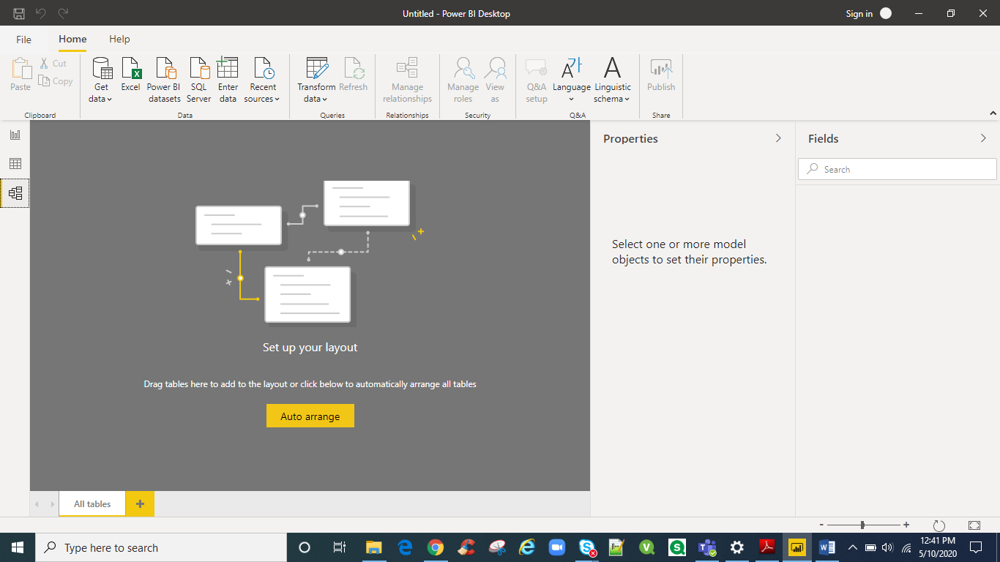 Untitled - Power BI Desktop
Sign in
File Home Help
Paste
Cut
Copy
Clipboard
Get data
Excel
Power BI datasets
SQL Server
Enter data
Recent sources
Data
Transform data
Refresh
Queries
Manage relationships
Relationships
Manage roles
View as
Security
Q&A setup
Language
Linguistic schema
Q&A
Publish
Share
Properties
Select one or more model
objects to set their properties.
Fields
Search
Set up your layout
Drag tables here to add to the layout or click below to automatically arrange all tables
Auto arrange
All tables
Type here to search
12:41 PM
5/10/2020